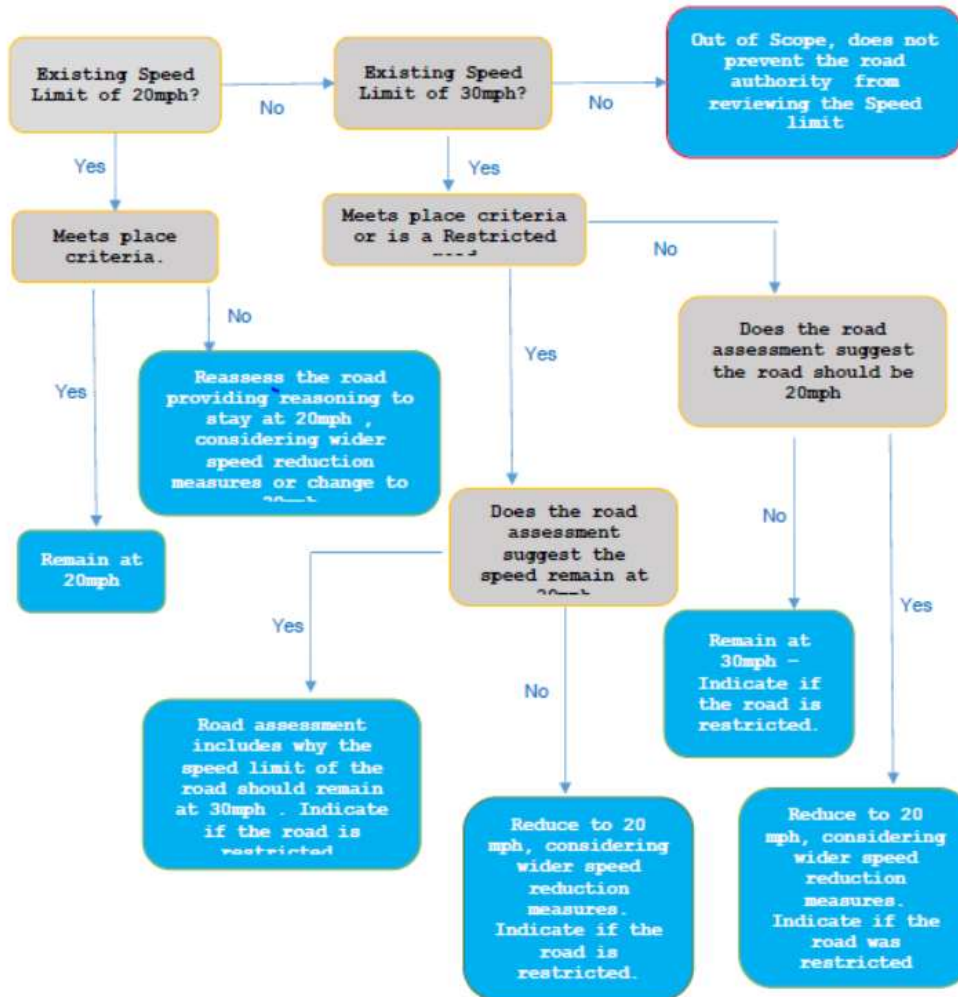 Existing Speed
Limit of 20mph?
No
Existing Speed
Limit of 30mph?
No
Out of Scope, does not
prevent the road
authority from
reviewing the Speed
limit
Yes
Yes
Meets place
criteria.
Meets place criteria
or is a Restricted
No
No
Yes
Yes
Reassess the road
providing reasoning to
stay at 20mph , 
considering wider
speed reduction
measures or change to
Does the road
assessment suggest
the road should be
20mph
Remain at
20mph
Does the road
assessment
suggest the
speed remain at
No
Yes
Yes
No
Remain at
30mph –
Indicate if
the road is
restricted.
Road assessment
includes why the
speed limit of the
road should remain
at 30mph . Indicate
if the road is
restricted
Reduce to 20
mph, considering
wider speed
reduction
measures.
Indicate if the
road is
restricted.
Reduce to 20
mph, considering
wider speed
reduction
measures.
Indicate if the
road was
restricted